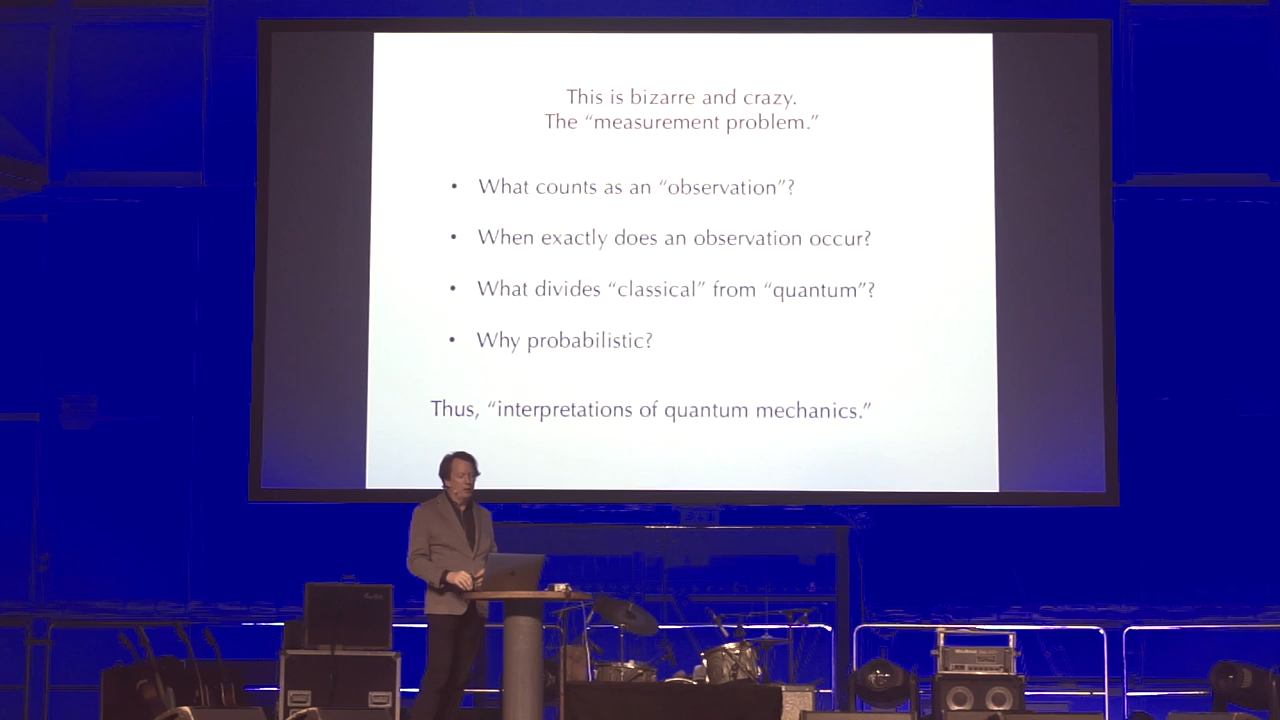 This is bizarre and crazy.
The “measurement problem.”
• What counts as an “observation”?
• When exactly does an observation occur?
• What divides “classical” from “quantum”?
• Why probabilistic?
Thus, “interpretations of quantum mechanics.”
EXIT